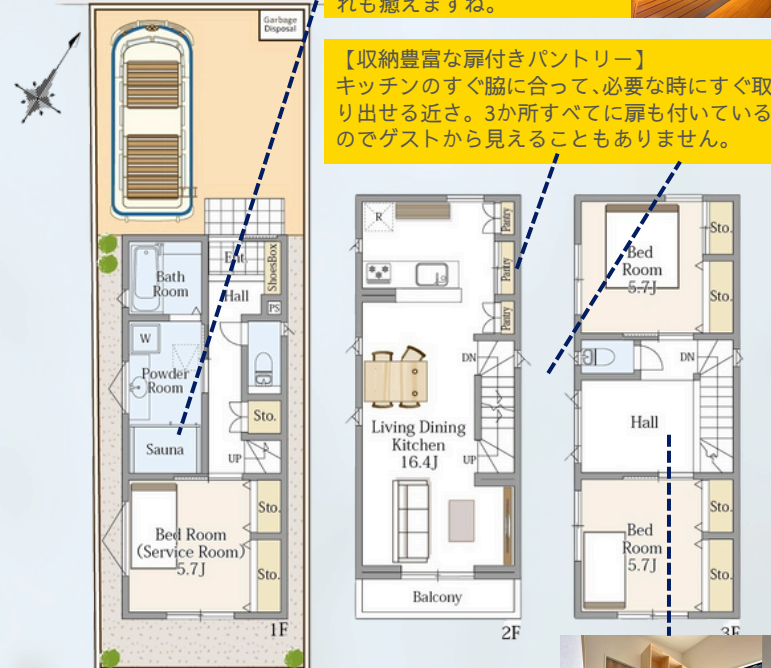 れも癒えますね。
【収納豊富な扉付きパントリー】
キッチンのすぐ脇に合って、必要な時にすぐ取
り出せる近さ。3か所すべてに扉も付いている
のでゲストから見えることもありません。
Garbage
Disposal
Bath
Room
Ent.
Hall
ShoesBox
PS
W
Powder
Room
Sauna
Sto.
UP
Bed Room
(Service Room)
5.7J
Sto.
Sto.
1F
R
Pantry
Pantry
Pantry
DN
Living Dining
Kitchen
16.4J
UP
Balcony
2F
Bed
Room
5.7J
Sto.
Sto.
DN
Hall
Bed
Room
5.7J
Sto.
Sto.
3F